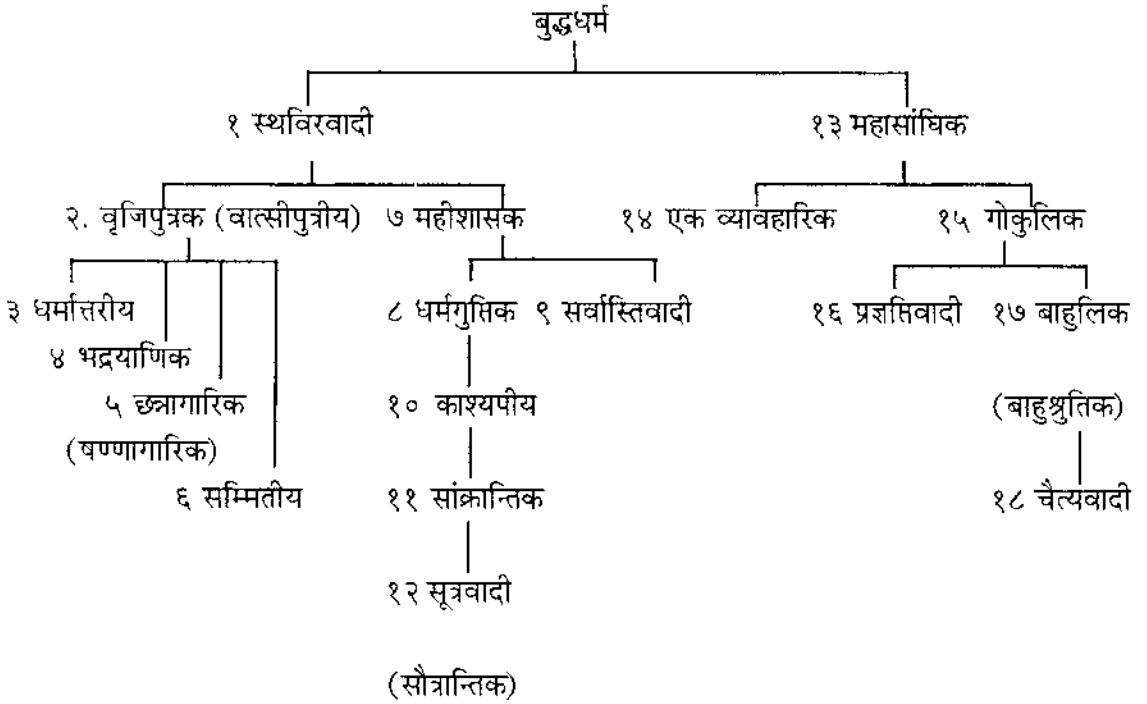 बुद्धधर्म
१ स्थविरवादी १३ महासांघिक
२. वृजिपुत्रक (वात्सीपुत्रीय) ७ महीशासक १४ एक व्यावहारिक १५ गोकुलिक
३ धर्मात्तरीय ८ धर्मगुप्तिक ९ सर्वास्तिवादी १६ प्रज्ञप्तिवादी १७ बाहुलिक
४ भद्रयाणिक
५ छन्नागारिक १० काश्यपीय (बाहुश्रुतिक)
(षण्णागारिक)
६ सम्मितीय ११ सांक्रान्तिक १८ चैत्यवादी
१२ सूत्रवादी
(सौत्रान्तिक)